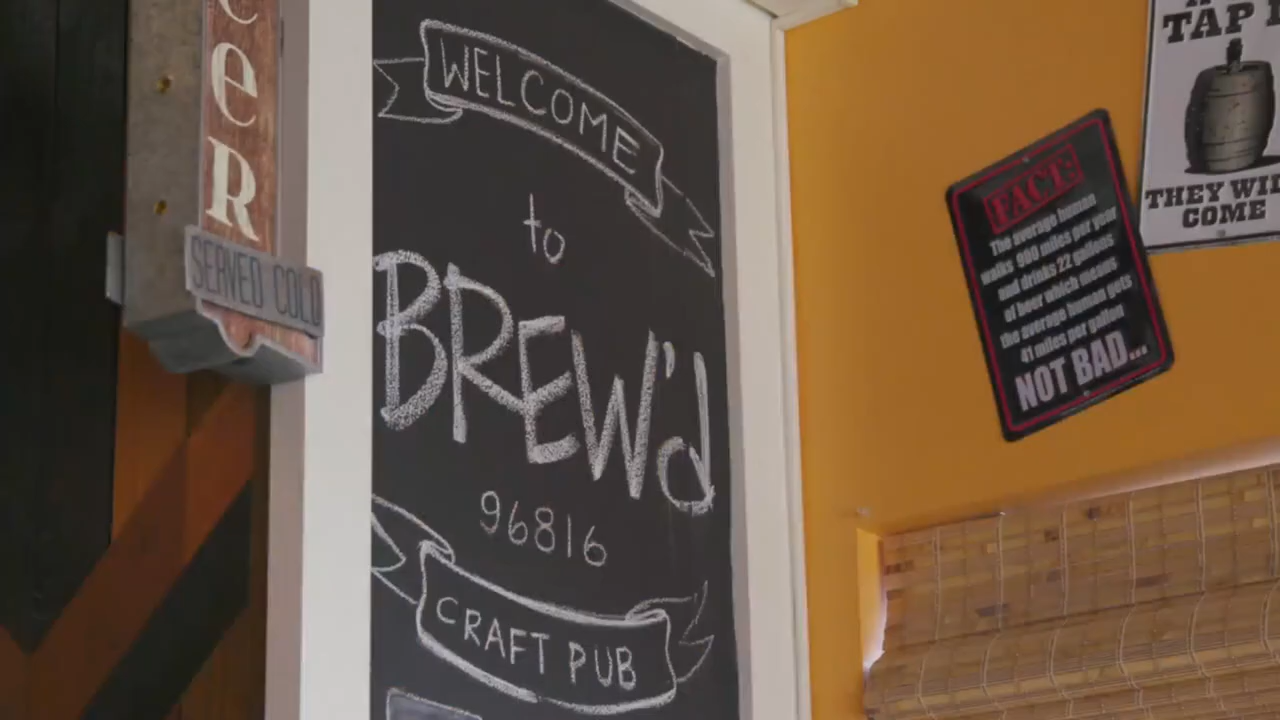 eer
SERVED COLD
WELCOME
to
BREW'd
96816
CRAFT PUB
FACT:
The average human
walks 900 miles per year
and drinks 22 gallons
of beer which means
the average human gets
41 miles per gallon
NOT BAD...
TAP
THEY WI
COME